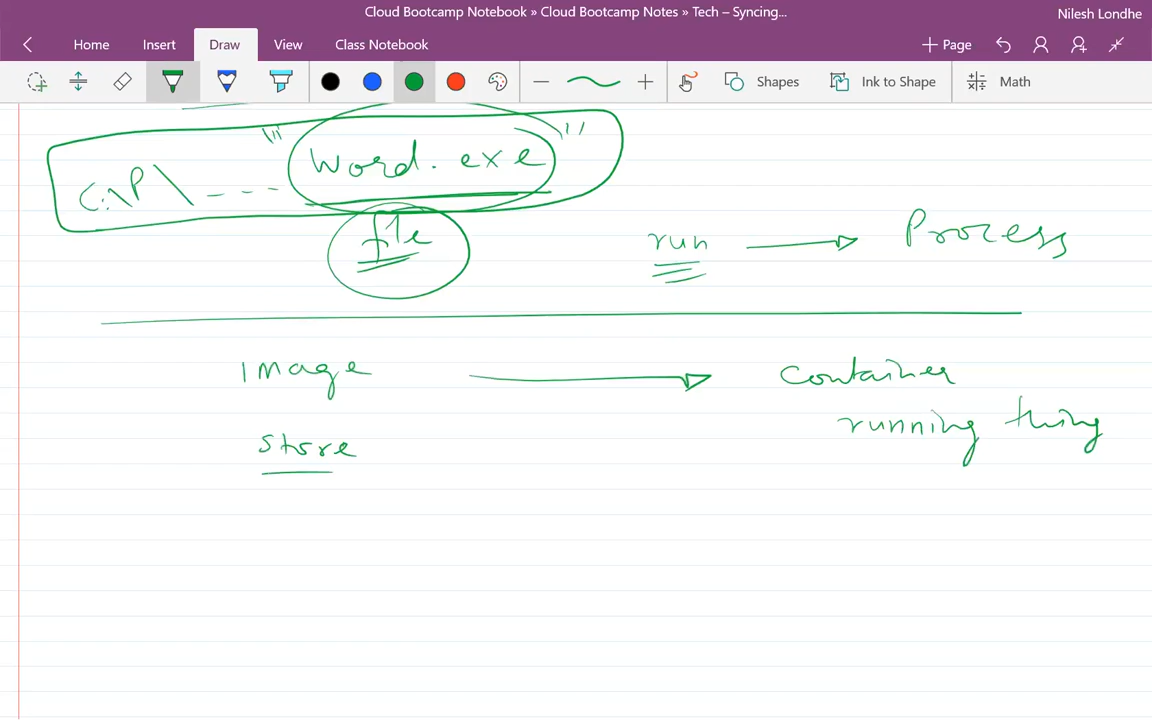 Cloud Bootcamp Notebook » Cloud Bootcamp Notes » Tech – Syncing...
Nilesh Londhe
Home Insert Draw View Class Notebook Page
Shapes Ink to Shape Math
C:\P\ - - - Word.exe
file run Process
image container
running thing
store